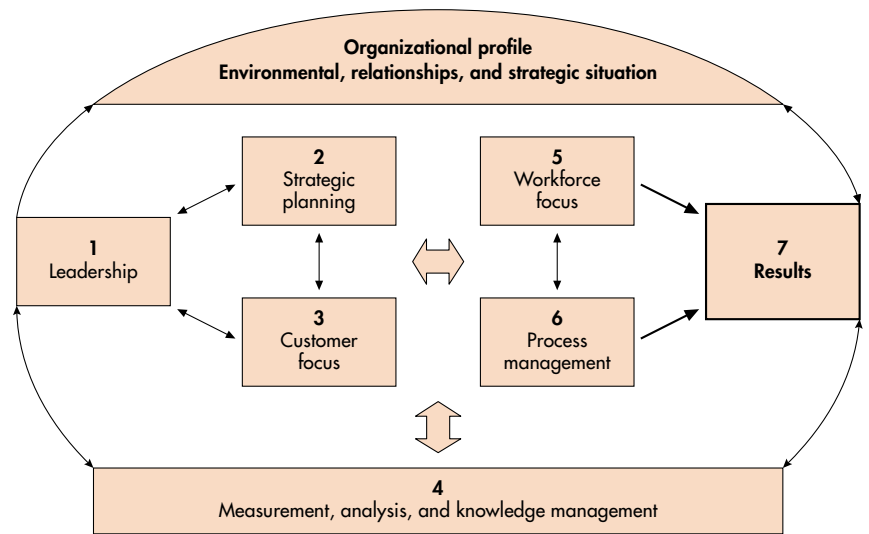 Organizational profile
Environmental, relationships, and strategic situation
1
Leadership
2
Strategic
planning
3
Customer
focus
5
Workforce
focus
6
Process
management
7
Results
4
Measurement, analysis, and knowledge management